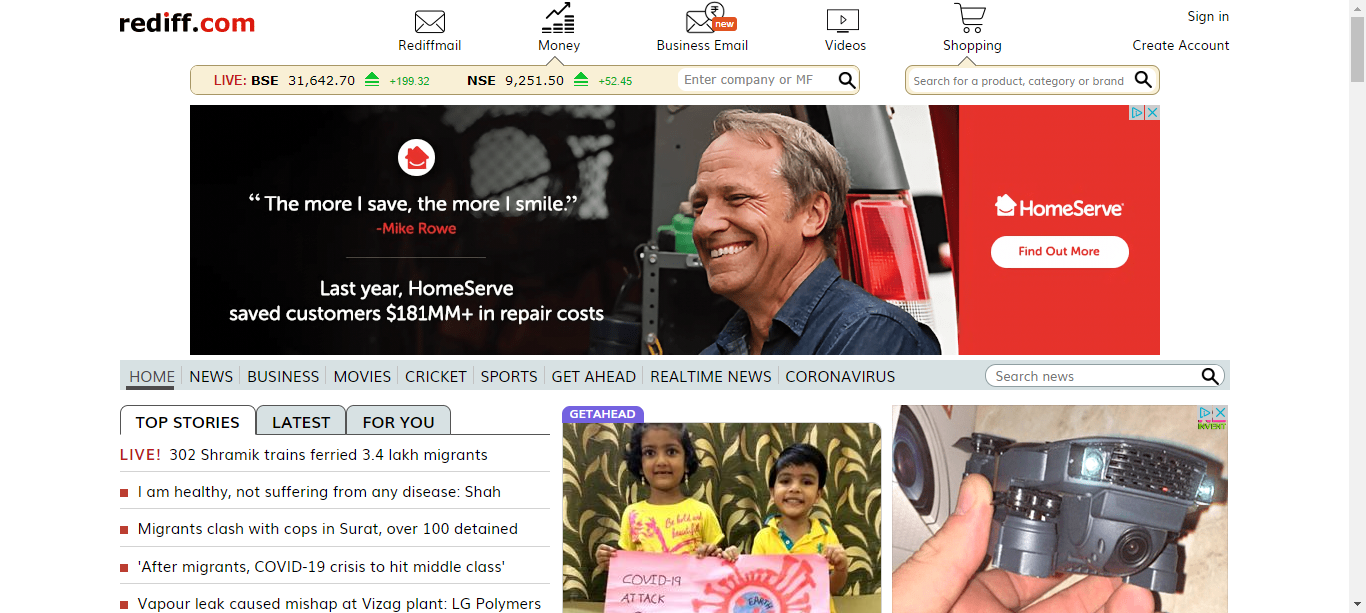 rediff.com
Rediffmail
Money
new
Business Email
Videos
Shopping
Sign in
Create Account
LIVE: BSE 31,642.70 +199.32 NSE 9,251.50 +52.45
Enter company or MF
Search for a product, category or brand
“The more I save, the more I smile.”
-Mike Rowe
Last year, HomeServe
saved customers $181MM+ in repair costs
HomeServe
Find Out More
HOME NEWS BUSINESS MOVIES CRICKET SPORTS GET AHEAD REALTIME NEWS CORONAVIRUS
Search news
TOP STORIES LATEST FOR YOU
LIVE! 302 Shramik trains ferried 3.4 lakh migrants
I am healthy, not suffering from any disease: Shah
Migrants clash with cops in Surat, over 100 detained
'After migrants, COVID-19 crisis to hit middle class'
Vapour leak caused mishap at Vizag plant: LG Polymers
GETAHEAD
Be bold and
beautiful
COVID-19
ATTACK
EARTH
INVENT